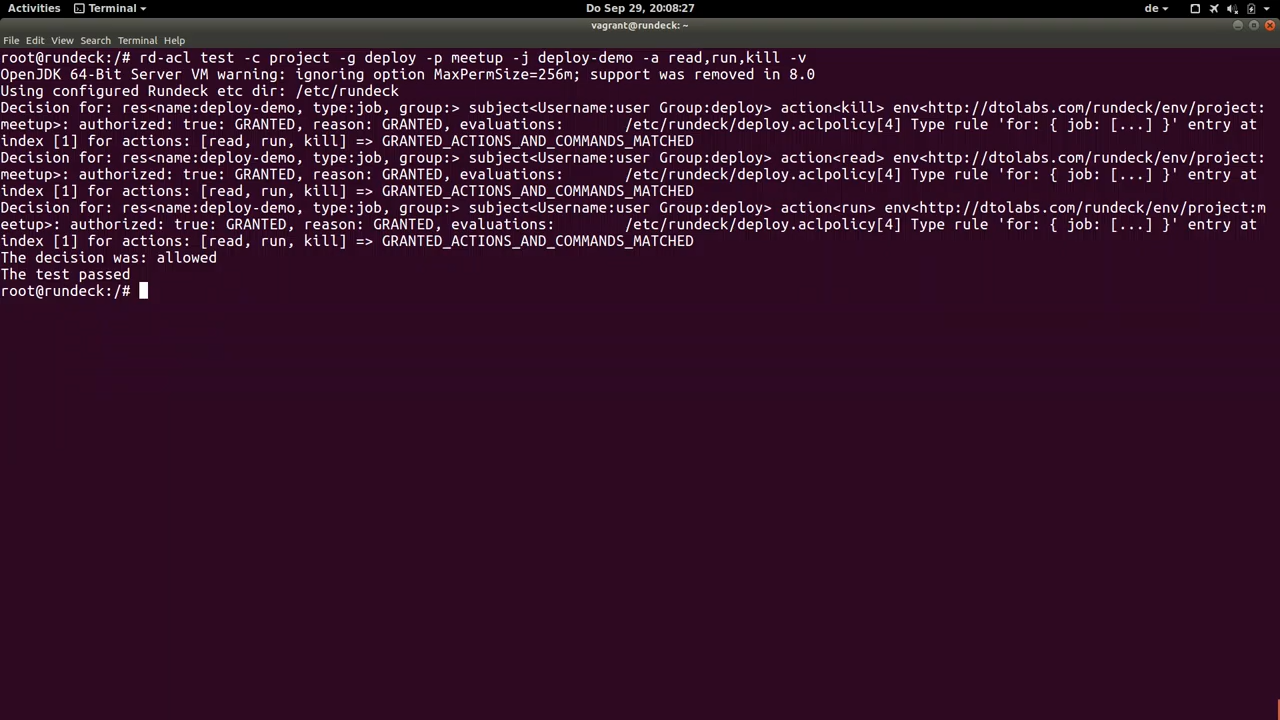 Activities Terminal Do Sep 29, 20:08:27 de
vagrant@rundeck: ~
File Edit View Search Terminal Help
root@rundeck:/# rd-acl test -c project -g deploy -p meetup -j deploy-demo -a read,run,kill -v
OpenJDK 64-Bit Server VM warning: ignoring option MaxPermSize=256m; support was removed in 8.0
Using configured Rundeck etc dir: /etc/rundeck
Decision for: res<name:deploy-demo, type:job, group:> subject<Username:user Group:deploy> action<kill> env<http://dtolabs.com/rundeck/env/project:
meetup>: authorized: true: GRANTED, reason: GRANTED, evaluations: /etc/rundeck/deploy.aclpolicy[4] Type rule 'for: { job: [...] }' entry at
index [1] for actions: [read, run, kill] => GRANTED_ACTIONS_AND_COMMANDS_MATCHED
Decision for: res<name:deploy-demo, type:job, group:> subject<Username:user Group:deploy> action<read> env<http://dtolabs.com/rundeck/env/project:
meetup>: authorized: true: GRANTED, reason: GRANTED, evaluations: /etc/rundeck/deploy.aclpolicy[4] Type rule 'for: { job: [...] }' entry at
index [1] for actions: [read, run, kill] => GRANTED_ACTIONS_AND_COMMANDS_MATCHED
Decision for: res<name:deploy-demo, type:job, group:> subject<Username:user Group:deploy> action<run> env<http://dtolabs.com/rundeck/env/project:m
eetup>: authorized: true: GRANTED, reason: GRANTED, evaluations: /etc/rundeck/deploy.aclpolicy[4] Type rule 'for: { job: [...] }' entry at
index [1] for actions: [read, run, kill] => GRANTED_ACTIONS_AND_COMMANDS_MATCHED
The decision was: allowed
The test passed
root@rundeck:/#